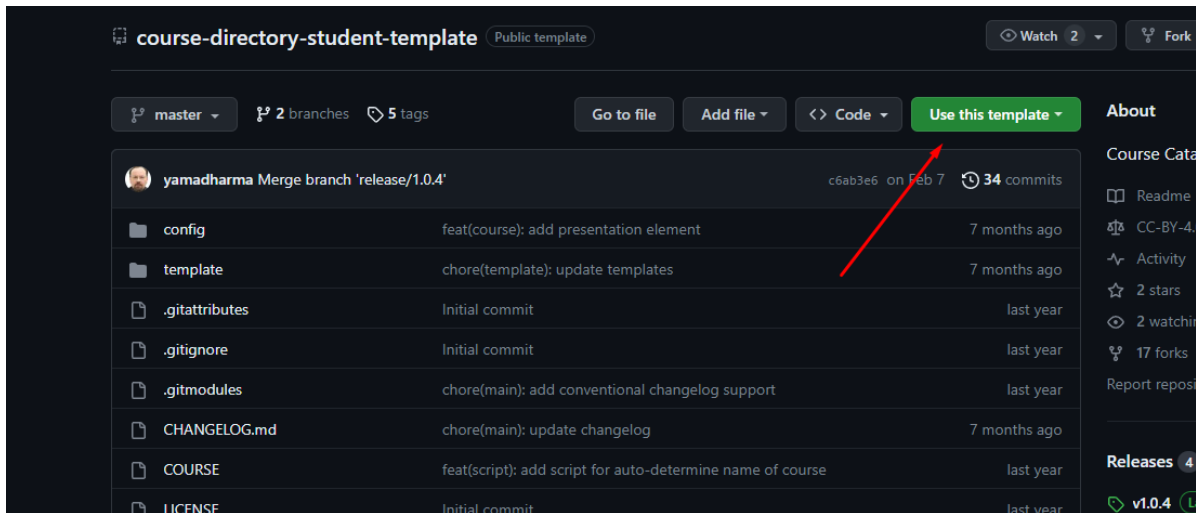 course-directory-student-template Public template
Watch 2 Fork
master 2 branches 5 tags Go to file Add file <> Code Use this template
yamadharma Merge branch 'release/1.0.4' c6ab3e6 on Feb 7 34 commits
config feat(course): add presentation element 7 months ago
template chore(template): update templates 7 months ago
.gitattributes Initial commit last year
.gitignore Initial commit last year
.gitmodules chore(main): add conventional changelog support last year
CHANGELOG.md chore(main): update changelog 7 months ago
COURSE feat(script): add script for auto-determine name of course last year
LICENSE Initial commit last year
About
Course Cata
Readme
CC-BY-4.
Activity
2 stars
2 watchin
17 forks
Report reposi
Releases 4
v1.0.4